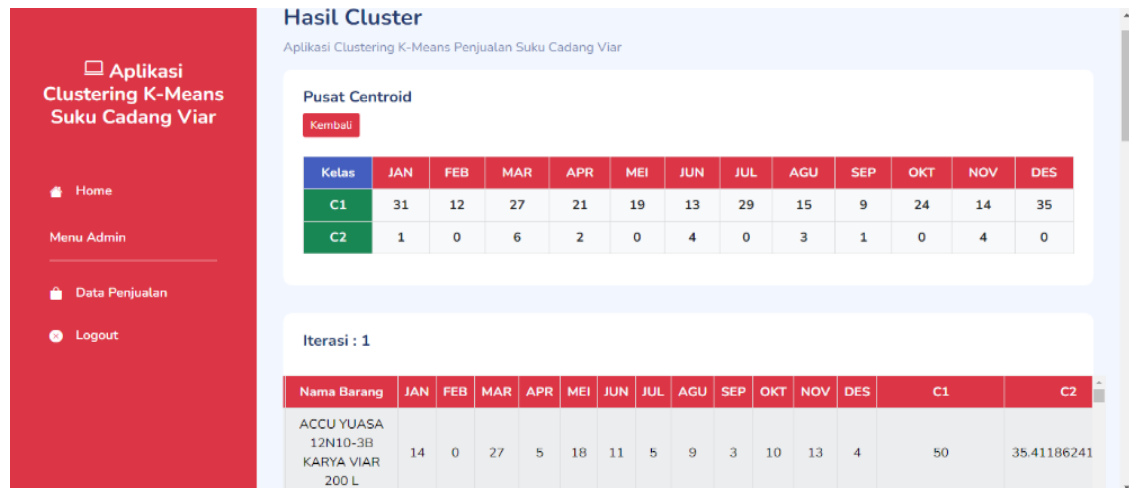 Aplikasi
Clustering K-Means
Suku Cadang Viar
Home
Menu Admin
Data Penjualan
Logout
Hasil Cluster
Aplikasi Clustering K-Means Penjualan Suku Cadang Viar
Pusat Centroid
Kembali
Kelas JAN FEB MAR APR MEI JUN JUL AGU SEP OKT NOV DES
C1 31 12 27 21 19 13 29 15 9 24 14 35
C2 1 0 6 2 0 4 0 3 1 0 4 0
Iterasi : 1
Nama Barang JAN FEB MAR APR MEI JUN JUL AGU SEP OKT NOV DES C1 C2
ACCU YUASA
12N10-3B
KARYA VIAR
200 L
14 0 27 5 18 11 5 9 3 10 13 4 50 35.41186241